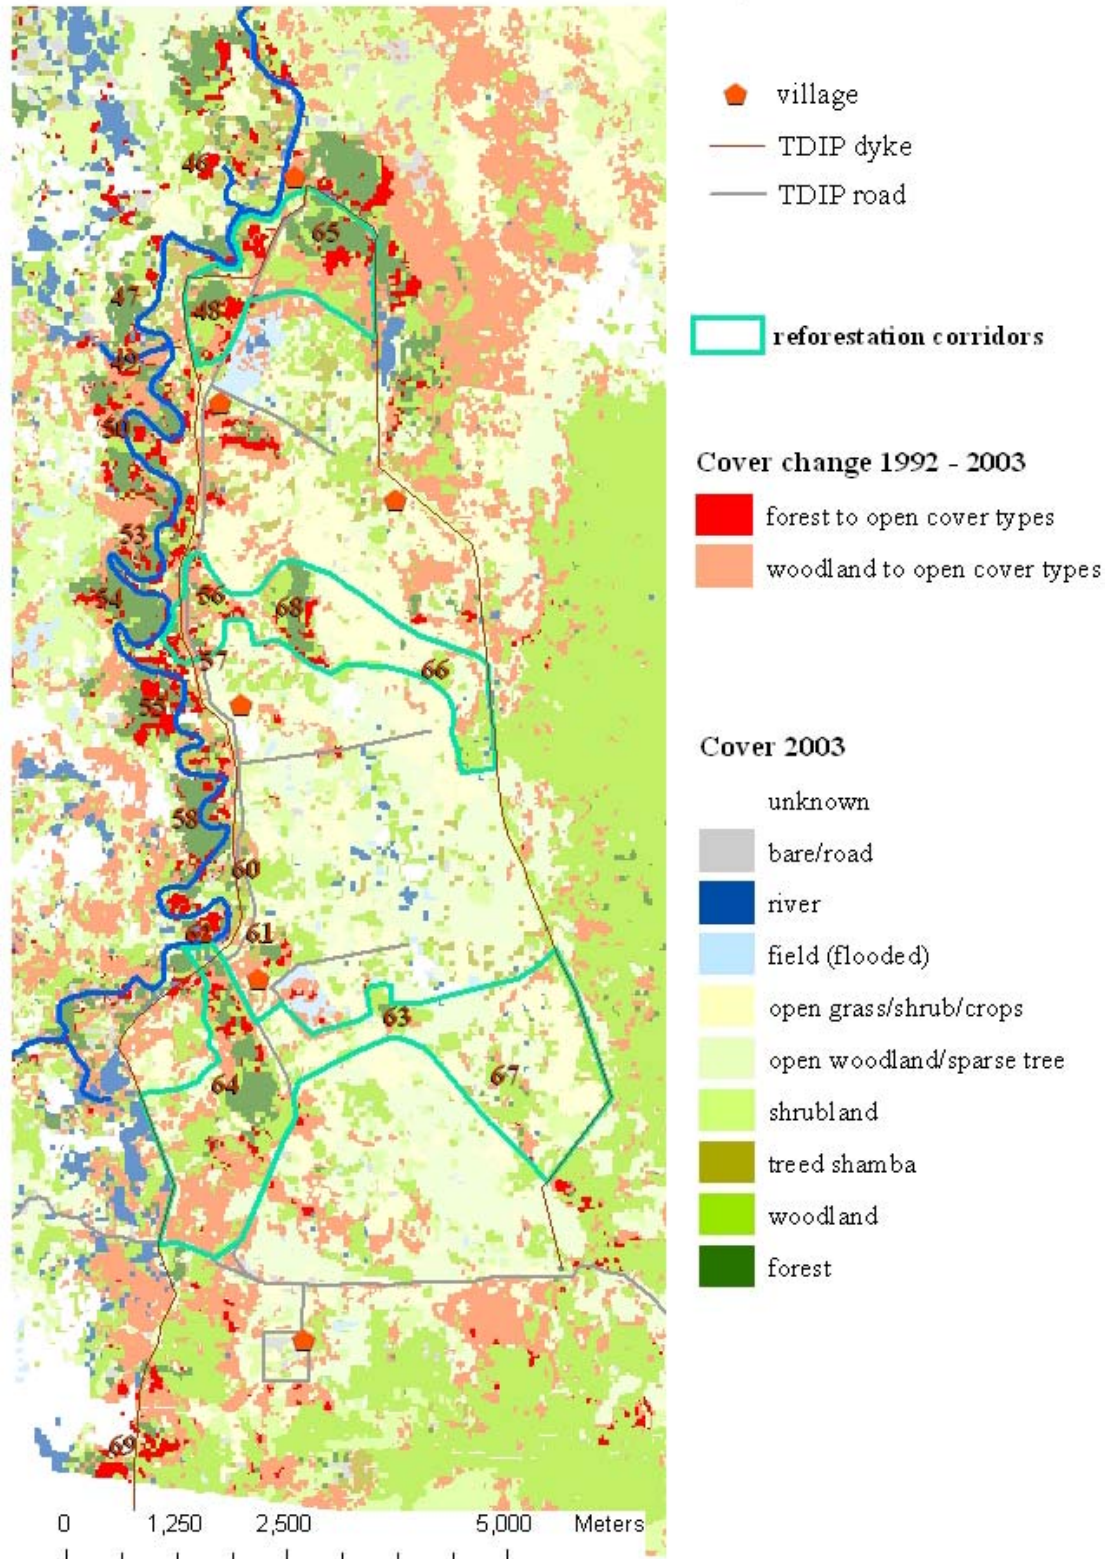 village
TDIP dyke
TDIP road
reforestation corridors
Cover change 1992 - 2003
forest to open cover types
woodland to open cover types
Cover 2003
unknown
bare/road
river
field (flooded)
open grass/shrub/crops
open woodland/sparse tree
shrubland
treed shamba
woodland
forest
46
65
47
48
49
50
53
54
56
68
57
66
55
58
60
62
61
63
67
64
69
0 1,250 2,500 5,000 Meters